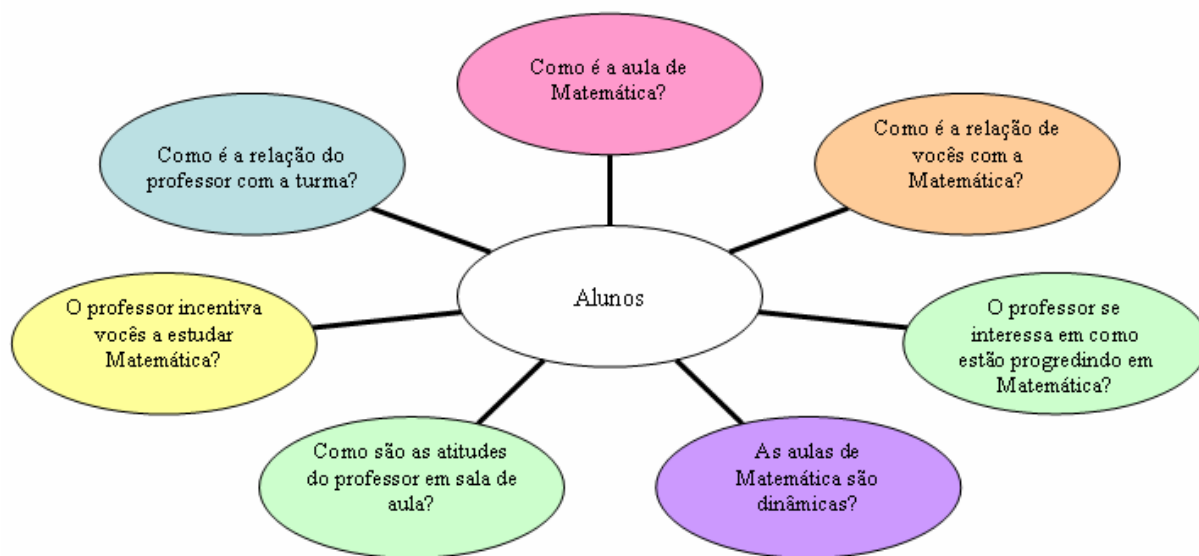 Como é a aula de
Matemática?
Como é a relação do
professor com a turma?
Como é a relação de
vocês com a
Matemática?
Alunos
O professor incentiva
vocês a estudar
Matemática?
O professor se
interessa em como
estão progredindo em
Matemática?
Como são as atitudes
do professor em sala de
aula?
As aulas de
Matemática são
dinâmicas?